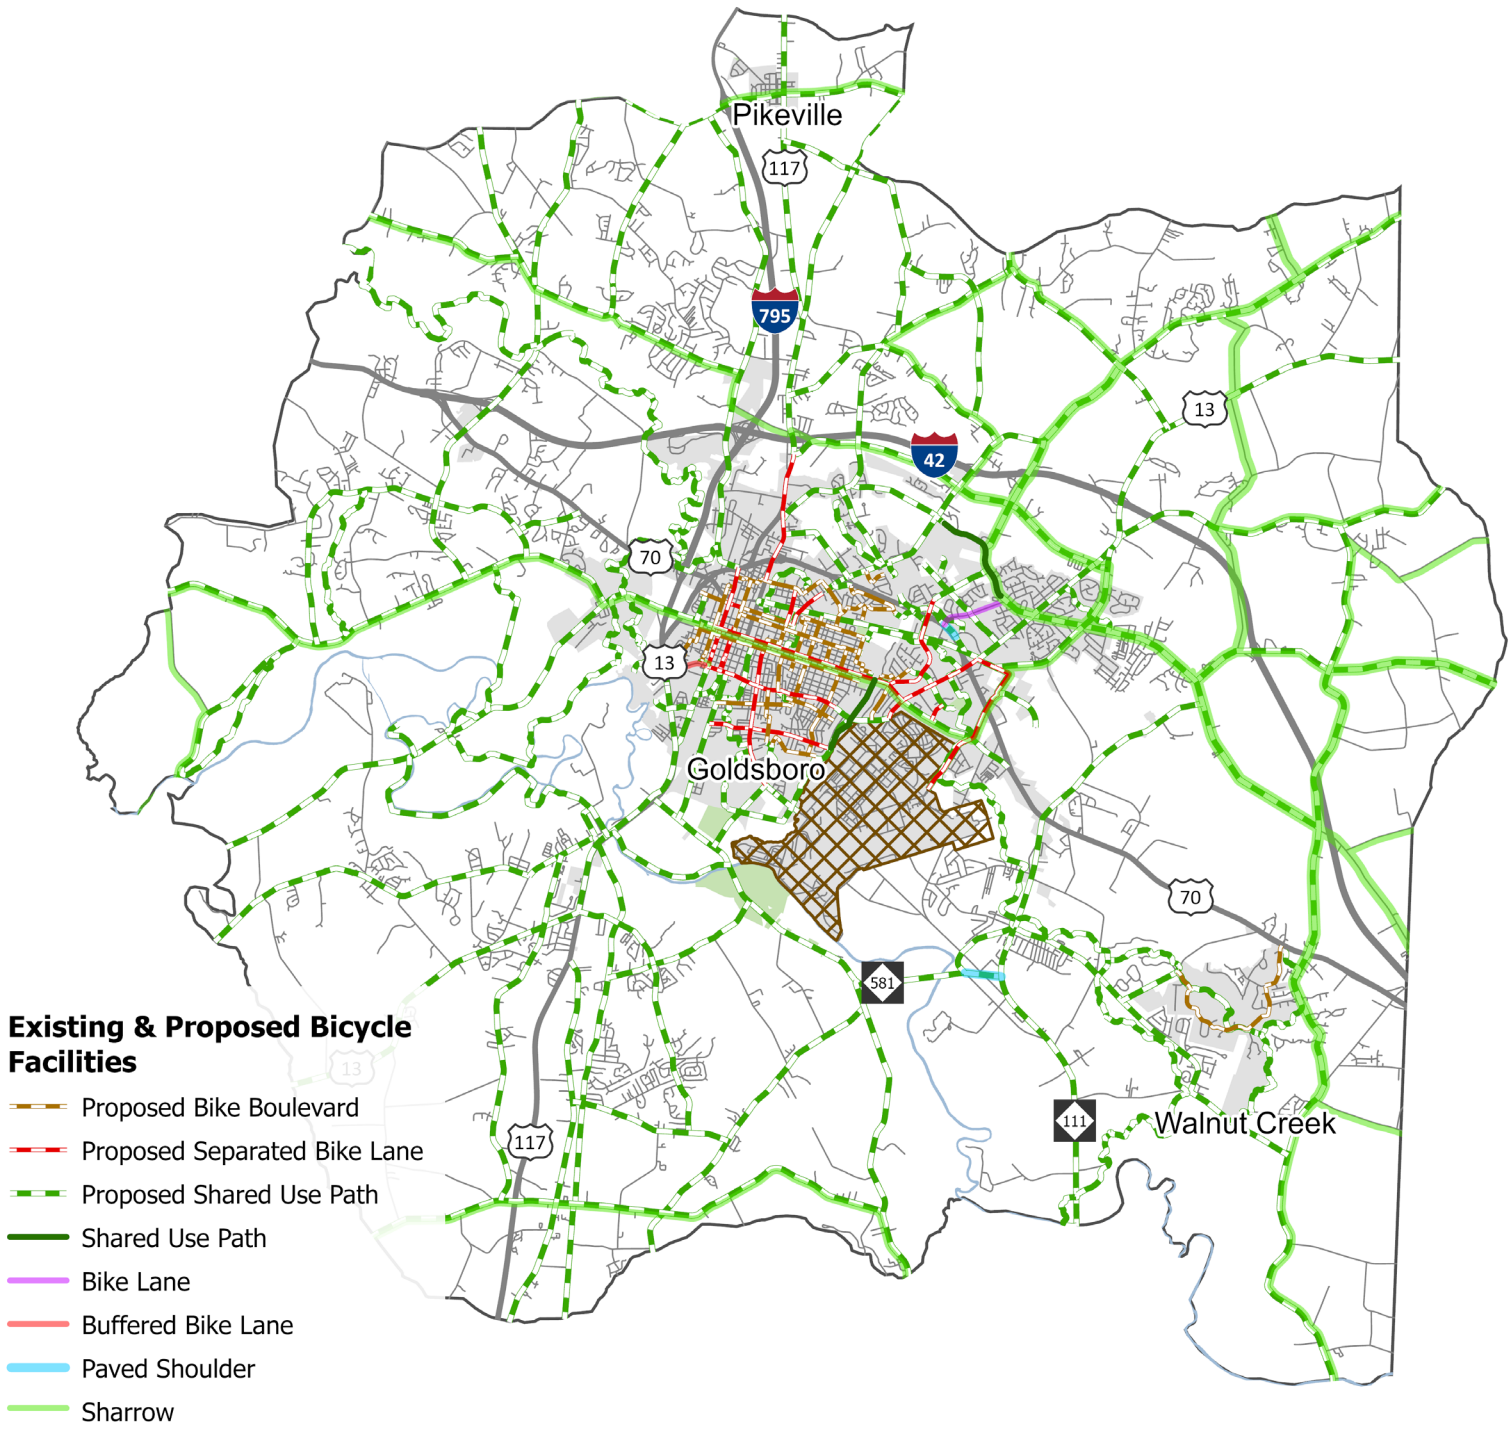 Pikeville
117
795
13
42
70
13
Goldsboro
70
581
Existing & Proposed Bicycle
Facilities
13
Proposed Bike Boulevard
111
Walnut Creek
Proposed Separated Bike Lane
117
Proposed Shared Use Path
Shared Use Path
Bike Lane
Buffered Bike Lane
Paved Shoulder
Sharrow